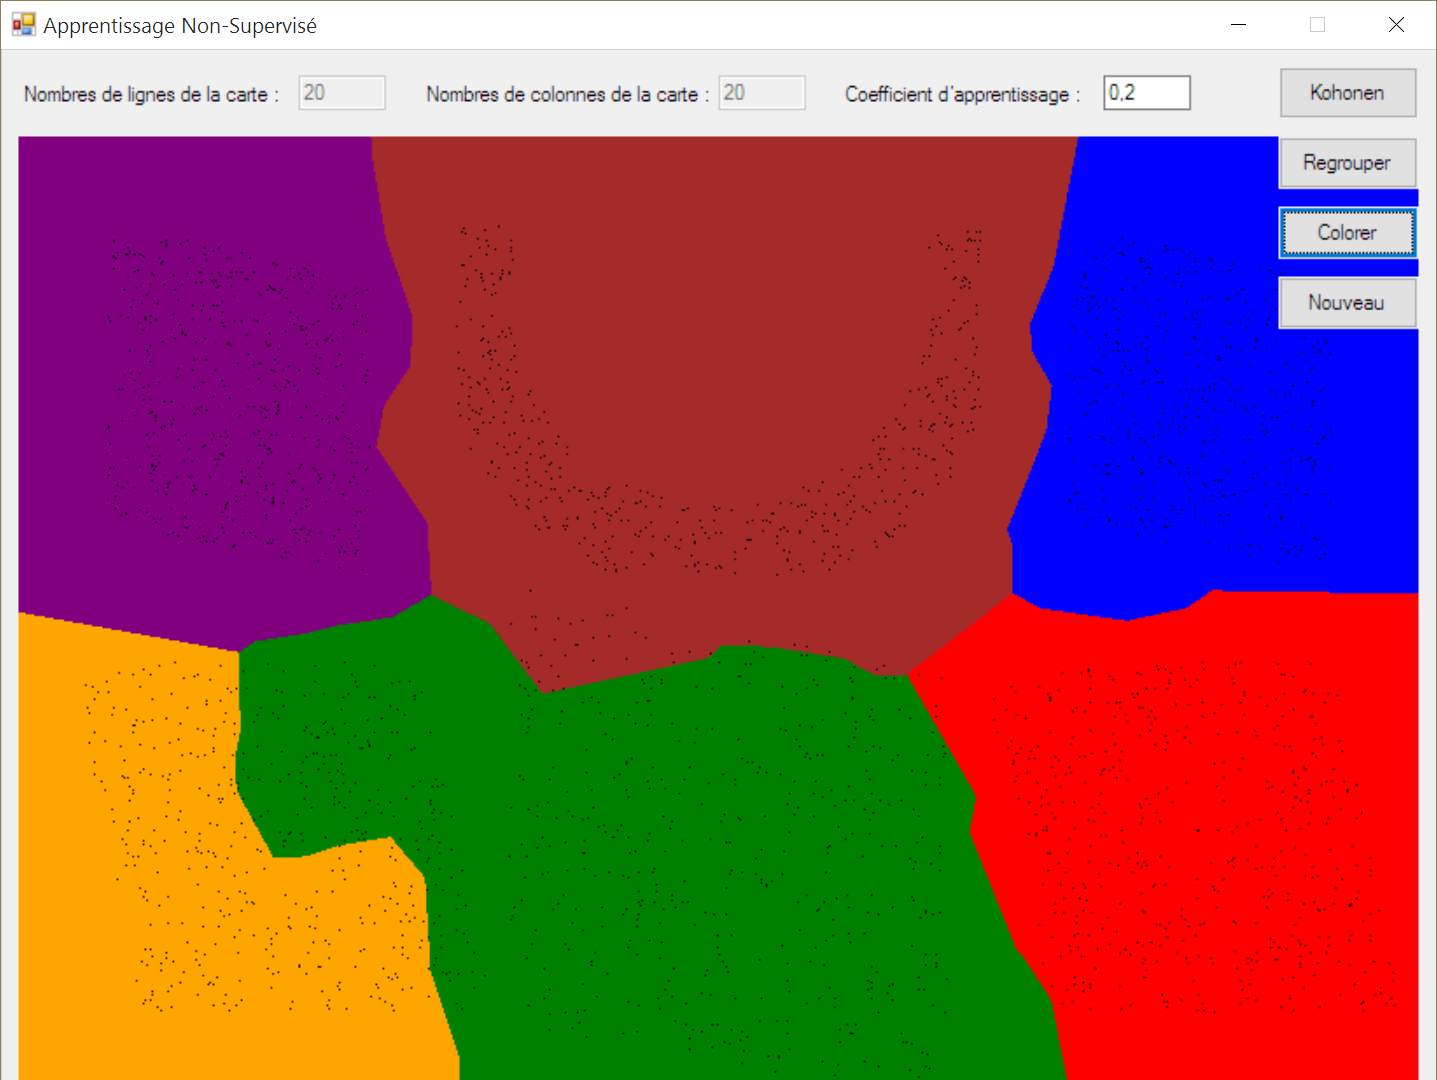 Apprentissage Non-Supervisé
Nombres de lignes de la carte : 20 Nombres de colonnes de la carte : 20 Coefficient d'apprentissage : 0,2 Kohonen
Regrouper
Colorer
Nouveau